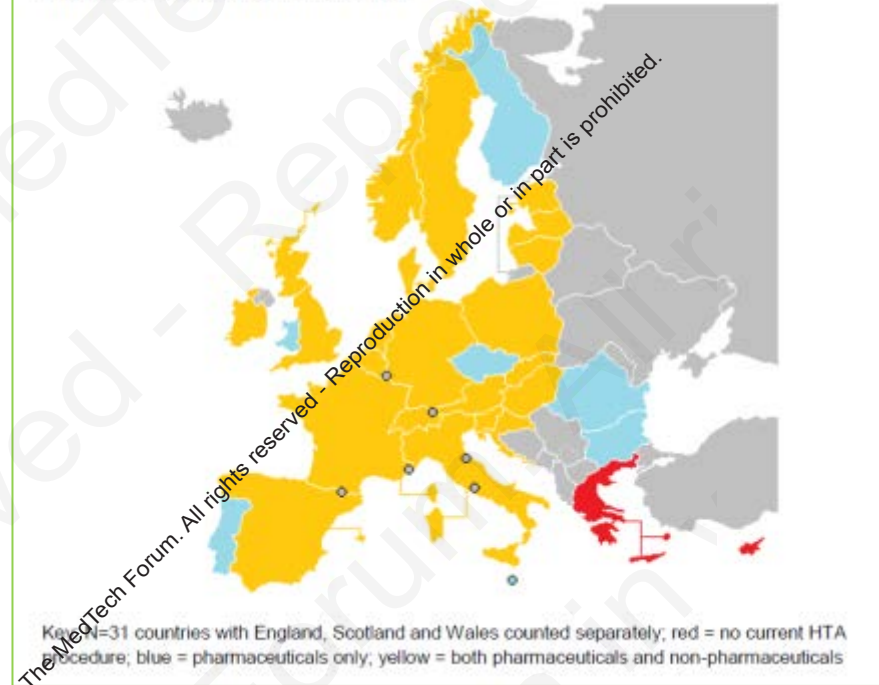 The MedTech Forum. All rights reserved - Reproduction in whole or in part is prohibited.
Key: N=31 countries with England, Scotland and Wales counted separately; red = no current HTA
procedure; blue = pharmaceuticals only; yellow = both pharmaceuticals and non-pharmaceuticals